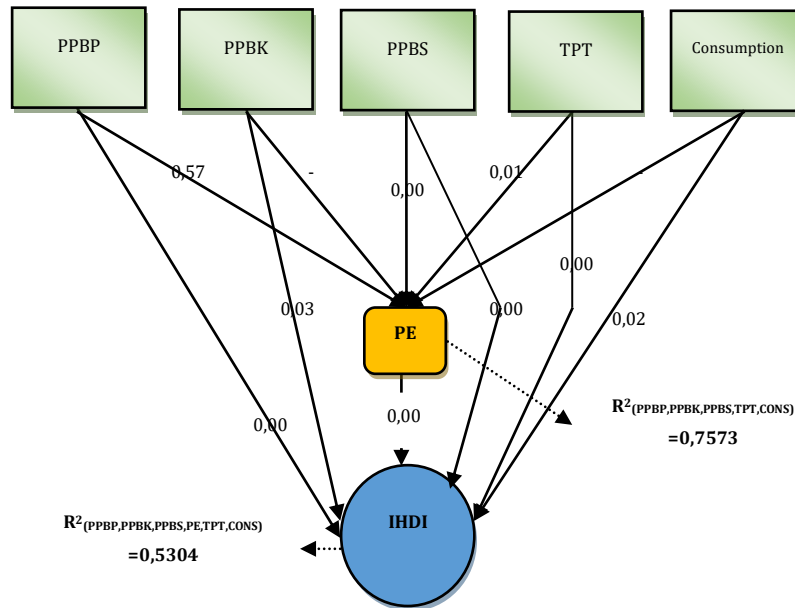 PPBP
PPBK
PPBS
TPT
Consumption
0,57
-
0,00
0,01
-
0,00
0,03
0,00
0,02
PE
R²(PPBP,PPBK,PPBS,TPT,CONS)
=0,7573
0,00
0,00
IHDI
R²(PPBP,PPBK,PPBS,PE,TPT,CONS)
=0,5304